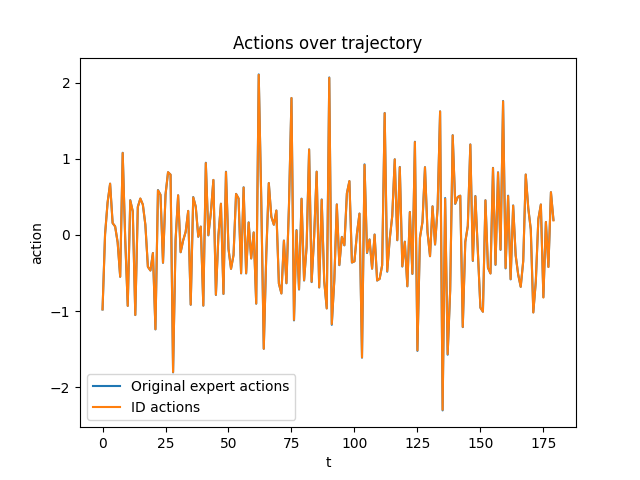 Actions over trajectory
action
2
1
0
−1
−2
Original expert actions
ID actions
0 25 50 75 100 125 150 175
t